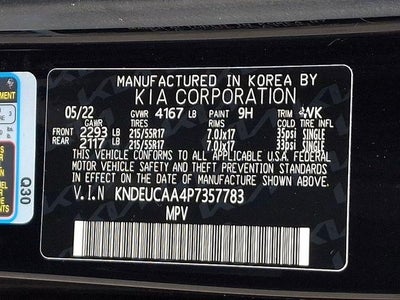 MANUFACTURED IN KOREA BY
KIA CORPORATION
05/22 GVWR 4167 LB PAINT 9H TRIM WK
GAWR TIRE RIMS COLD TIRE INFL
FRONT 2293 LB 215/55R17 7.0Jx17 35psi SINGLE
REAR 2117 LB 215/55R17 7.0Jx17 33psi SINGLE
THIS VEHICLE CONFORMS TO ALL APPLICABLE U.S.A. FEDERAL
MOTOR VEHICLE SAFETY AND THEFT PREVENTION STANDARDS
IN EFFECT ON THE DATE OF MANUFACTURE SHOWN ABOVE.
V.I.N KNDEUCAA4P7357783
MPV
Q30